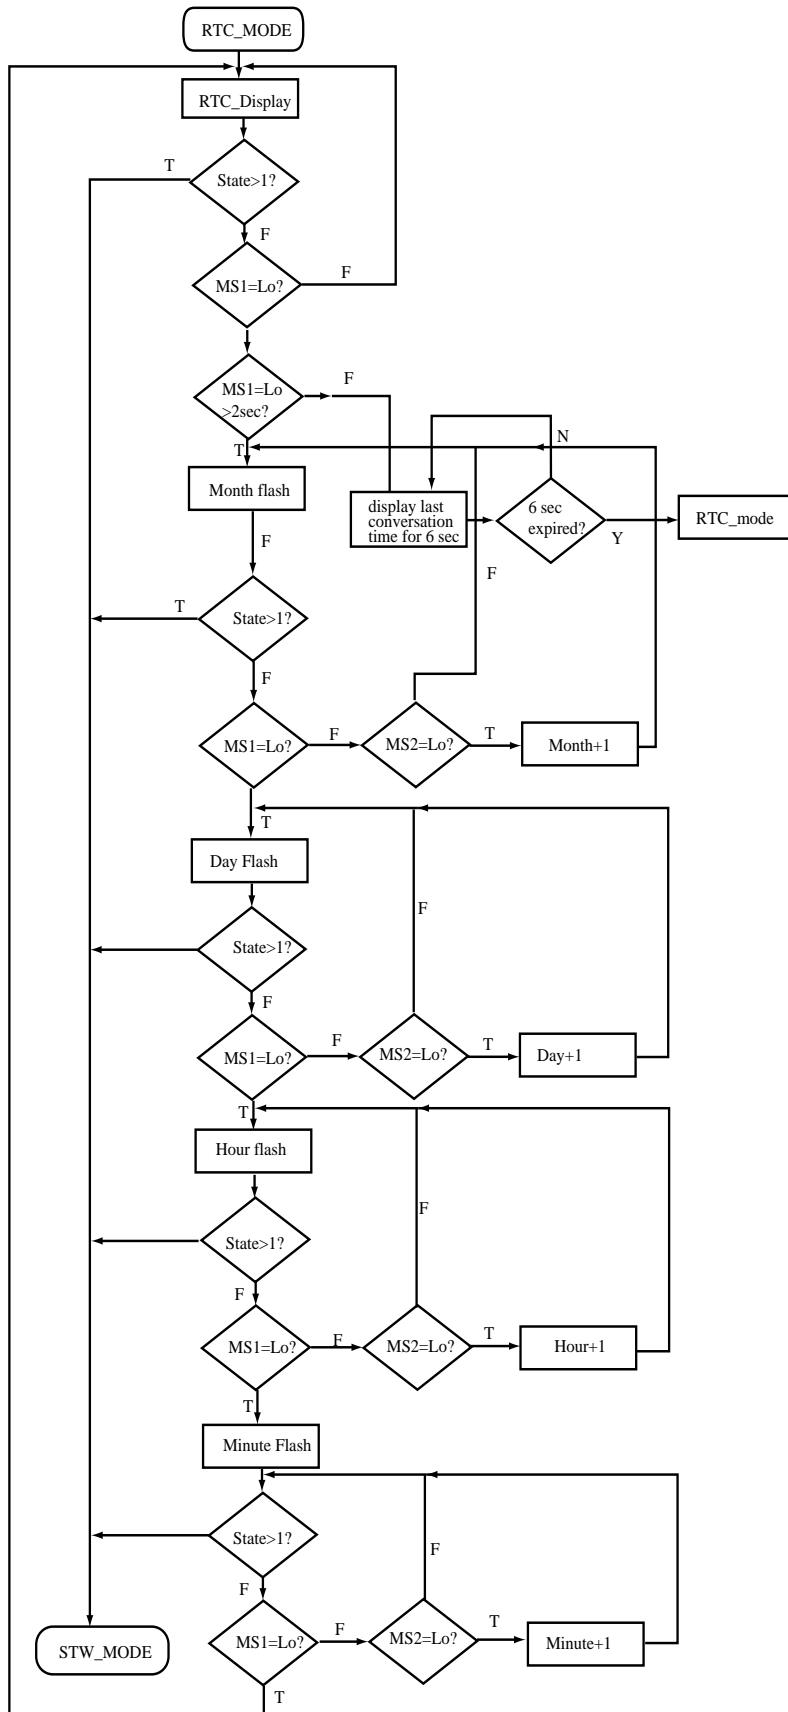 RTC_MODE
RTC_Display
T
State>1?
F
MS1=Lo?
F
MS1=Lo
>2sec?
F
T
N
Month flash
display last
conversation
time for 6 sec
6 sec
expired?
Y
RTC_mode
F
F
T
State>1?
F
MS1=Lo?
F
MS2=Lo?
T
Month+1
T
Day Flash
F
State>1?
F
MS1=Lo?
F
MS2=Lo?
T
Day+1
T
Hour flash
F
State>1?
F
MS1=Lo?
F
MS2=Lo?
T
Hour+1
T
Minute Flash
State>1?
F
F
MS1=Lo?
F
MS2=Lo?
T
Minute+1
STW_MODE
T